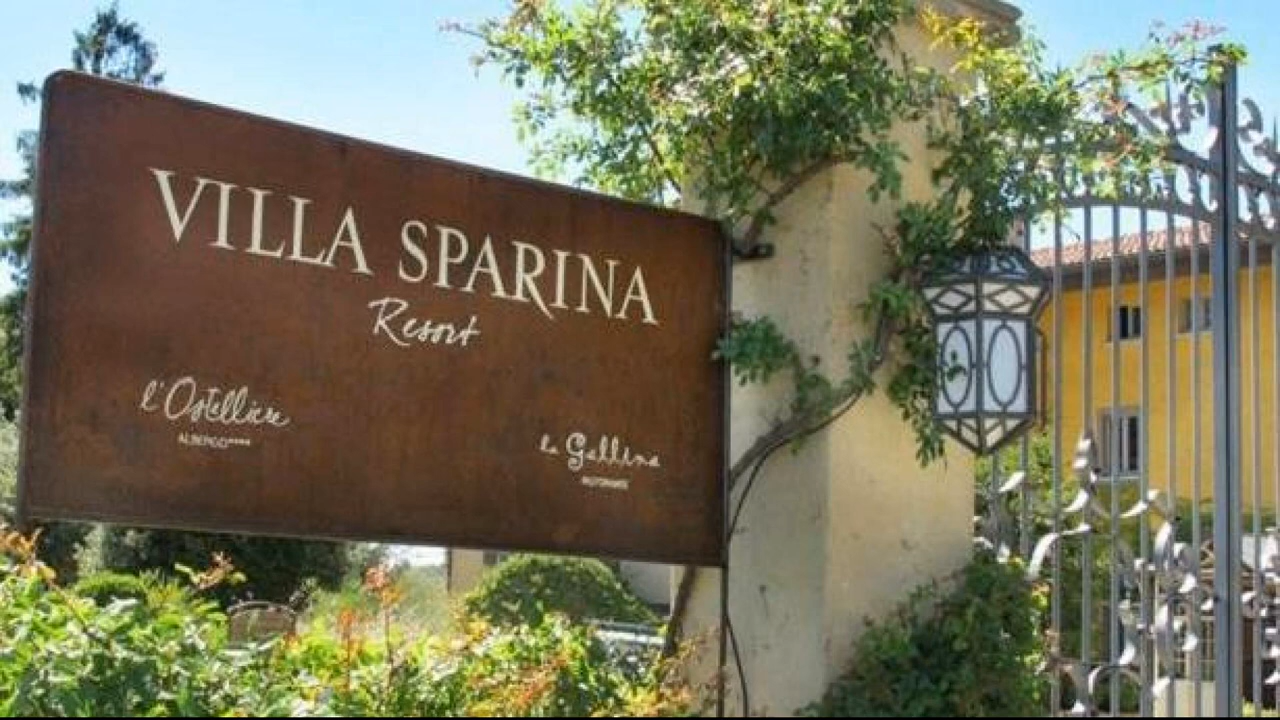 VILLA SPARINA
Resort
l'Ostelliere
ALBERGO****
la Gallina
RISTORANTE